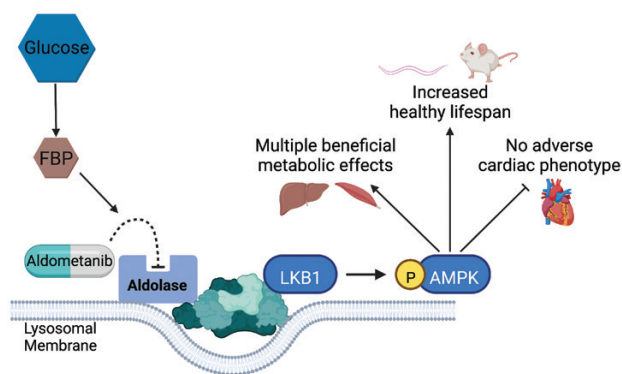 Glucose
FBP
Aldometanib
Aldolase
Lysosomal
Membrane
LKB1
P
AMPK
Multiple beneficial
metabolic effects
Increased
healthy lifespan
No adverse
cardiac phenotype